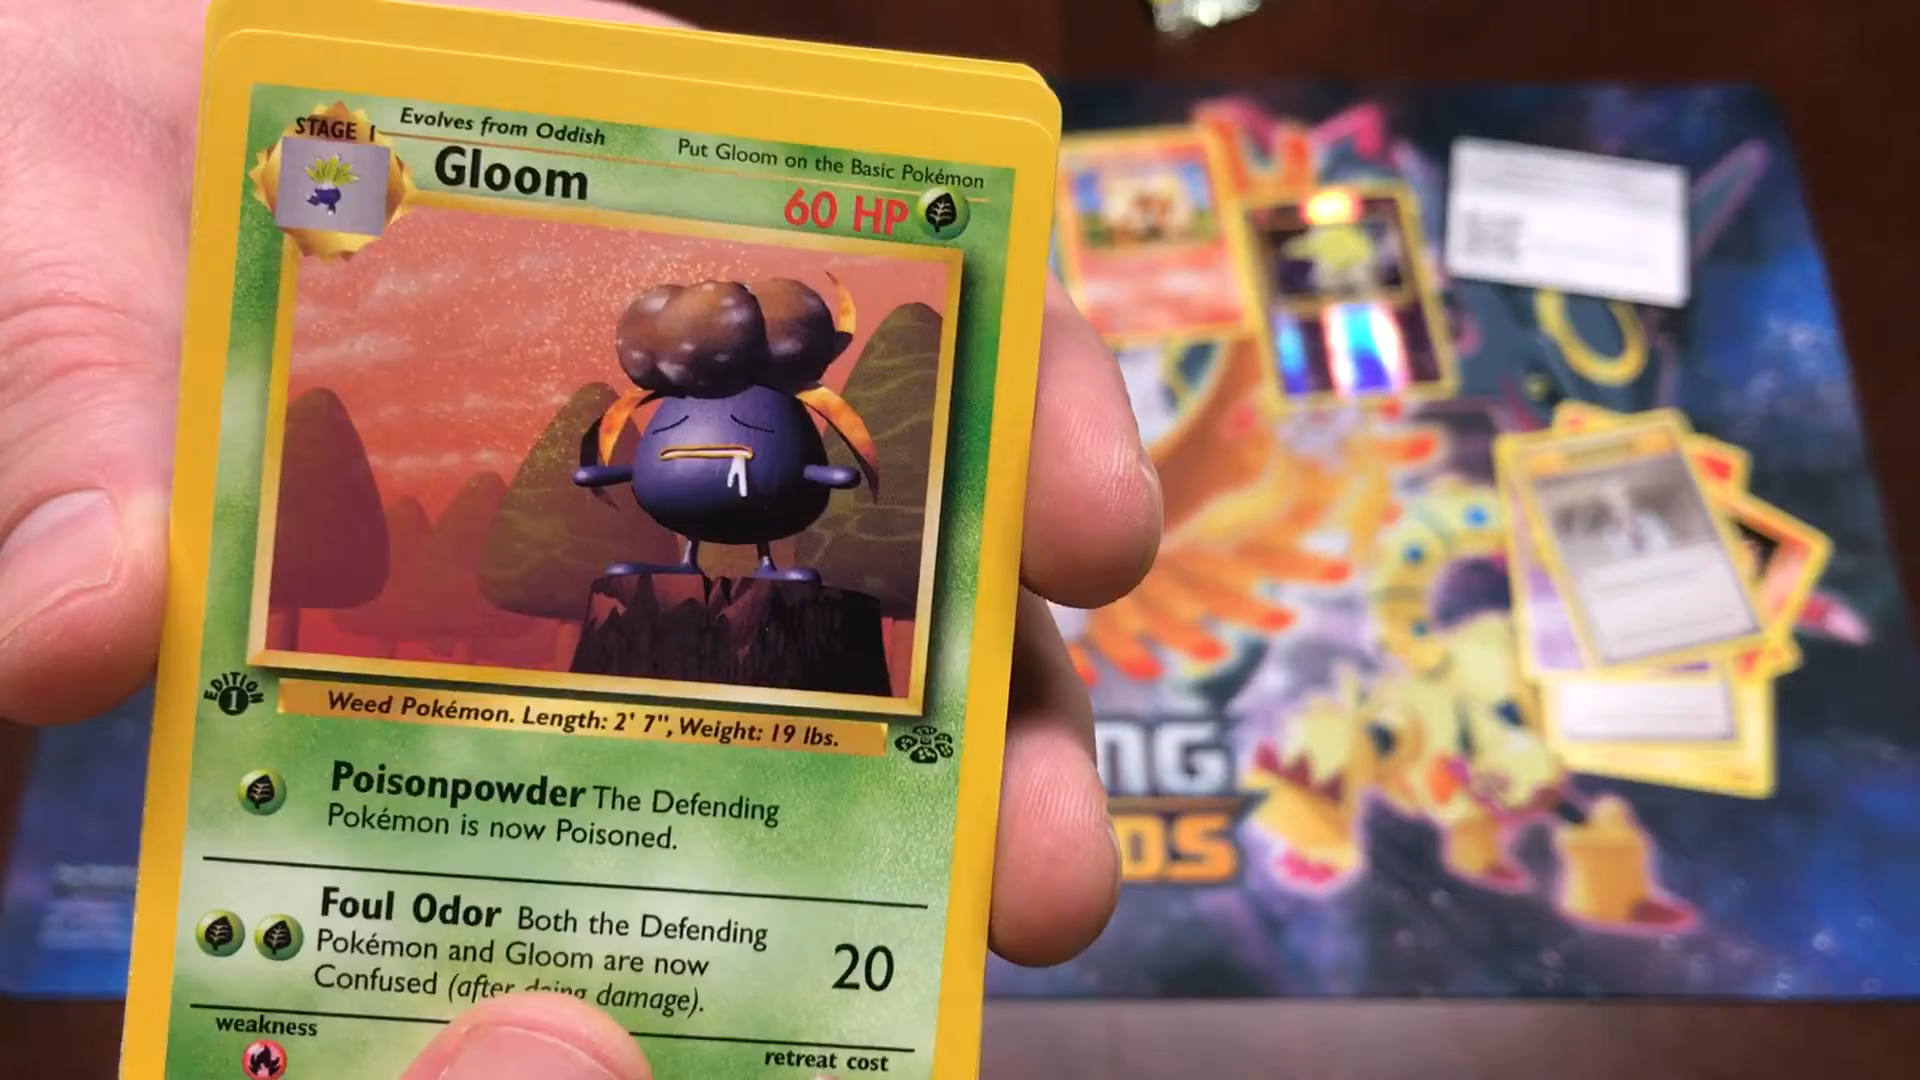 STAGE 1
Evolves from Oddish
Put Gloom on the Basic Pokémon
Gloom
60 HP
EDITION
1
Weed Pokémon. Length: 2' 7", Weight: 19 lbs.
Poisonpowder The Defending
Pokémon is now Poisoned.
Foul Odor Both the Defending
Pokémon and Gloom are now
Confused (after doing damage).
20
weakness
retreat cost
NG
DS